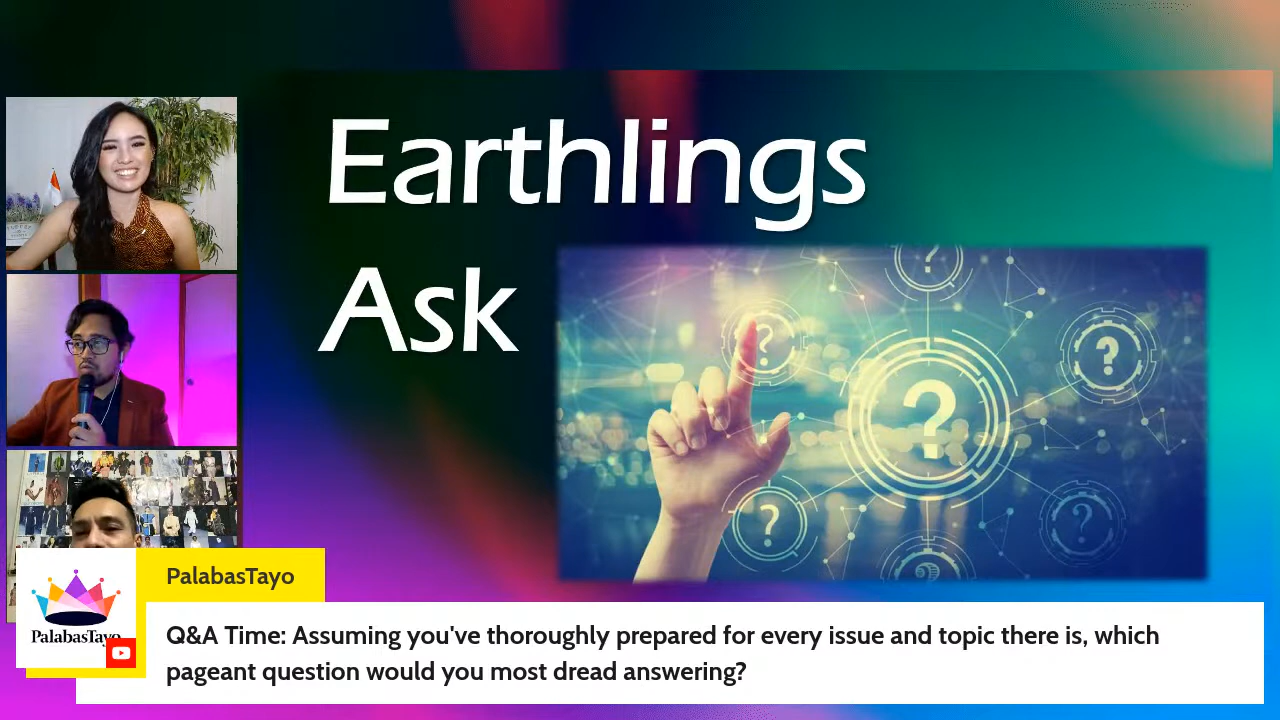 Earthlings
Ask
?
?
?
?
?
?
PalabasTayo
PalabasTayo
Q&A Time: Assuming you've thoroughly prepared for every issue and topic there is, which
pageant question would you most dread answering?